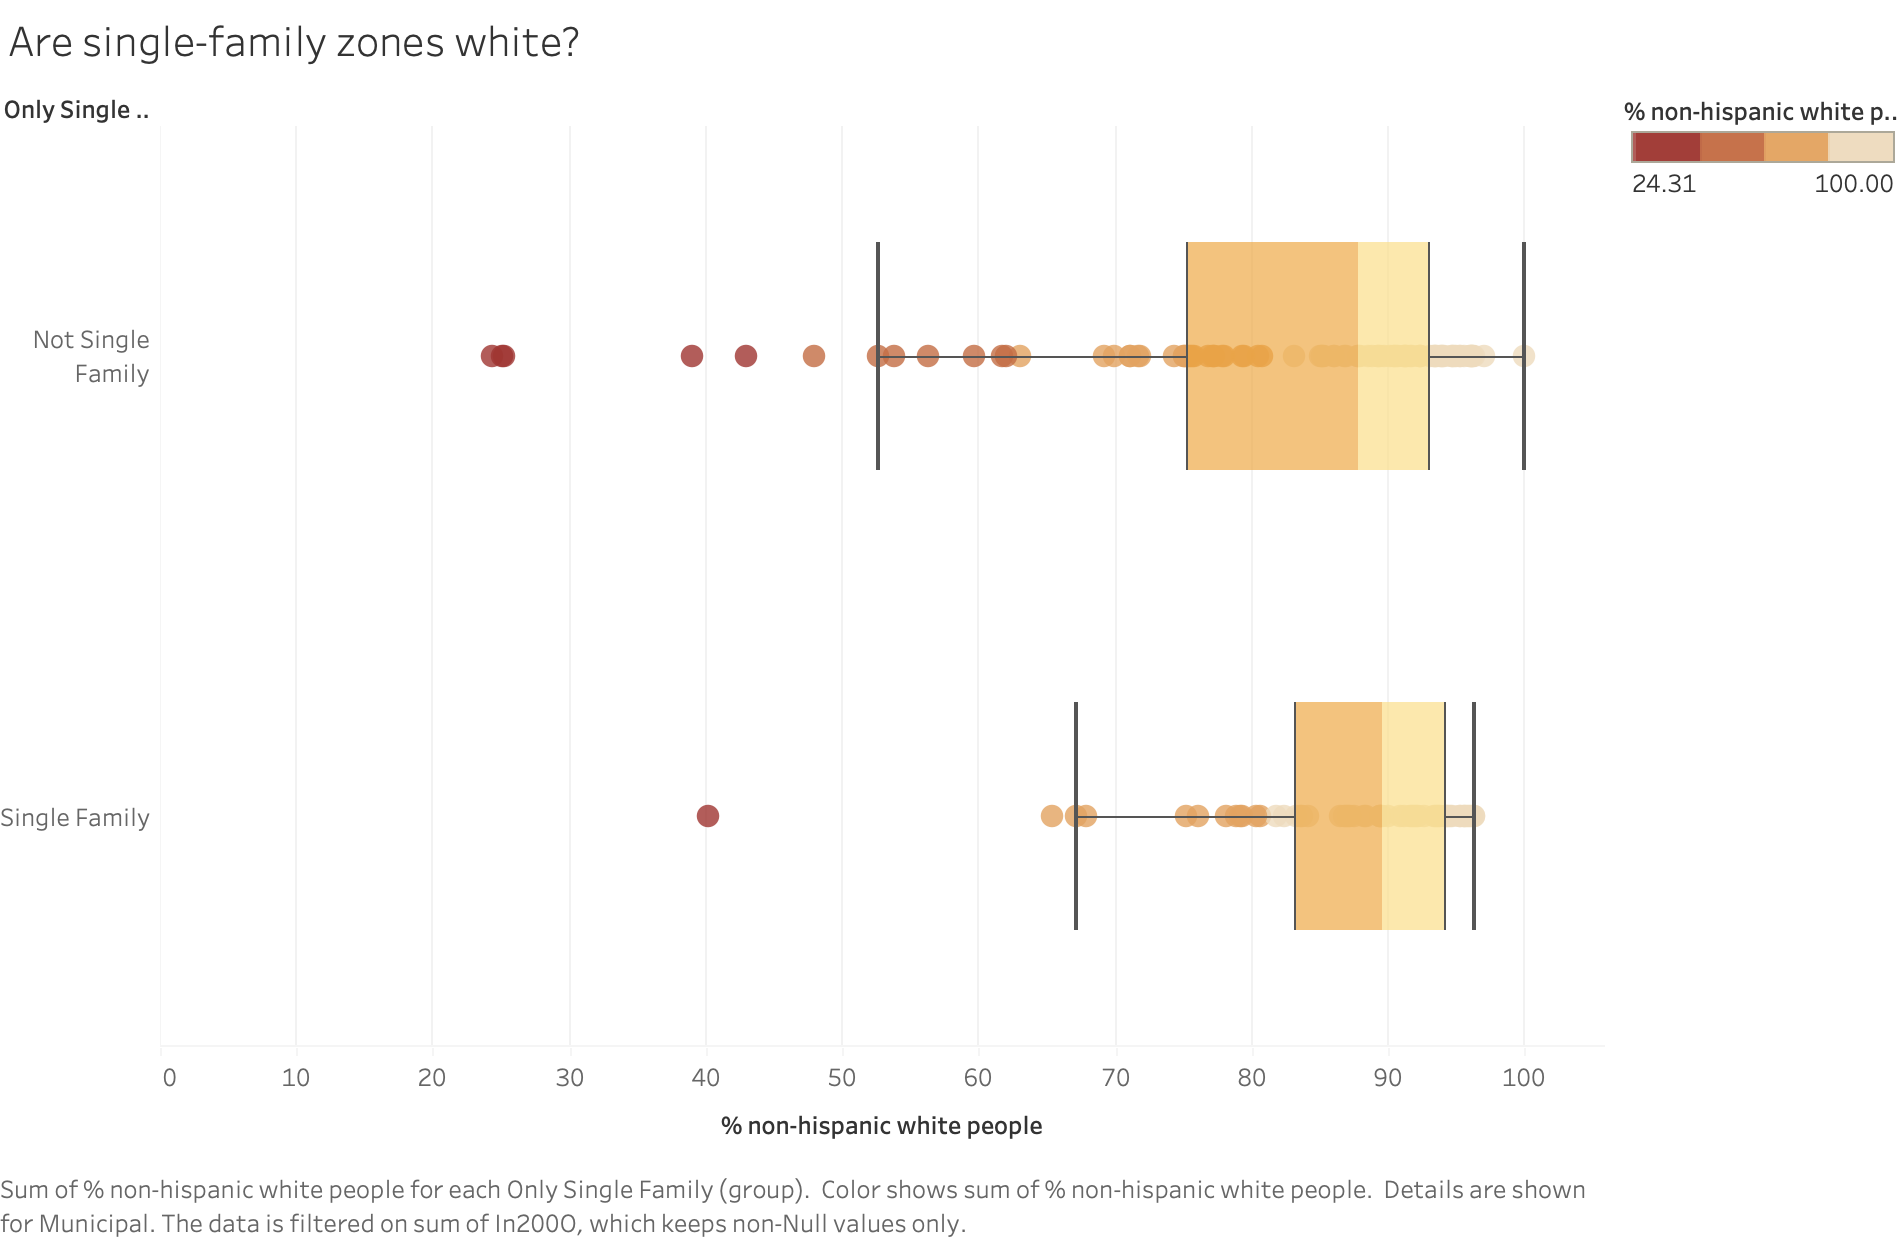 Are single-family zones white?
Only Single ..
% non-hispanic white p..
24.31 100.00
Not Single
Family
Single Family
0 10 20 30 40 50 60 70 80 90 100
% non-hispanic white people
Sum of % non-hispanic white people for each Only Single Family (group).  Color shows sum of % non-hispanic white people.  Details are shown
for Municipal. The data is filtered on sum of In200O, which keeps non-Null values only.